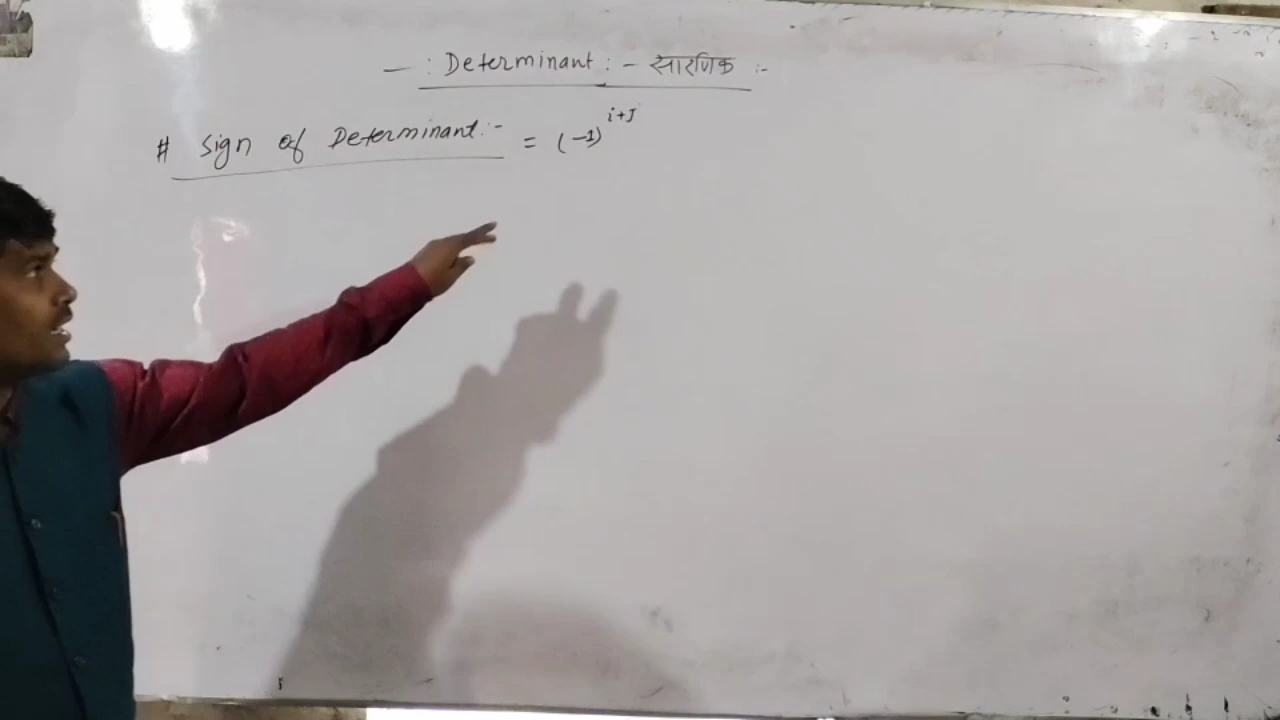 — : Determinant : - सारणिक :-
# Sign of Determinant :- = (-1)^{i+J}